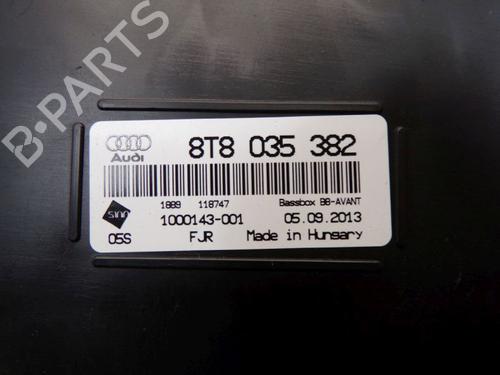 B-PARTS
Audi
8T8 035 382
1889 118747 Bassbox B8-AVANT
1000143-001 05.09.2013
05S FJR Made in Hungary